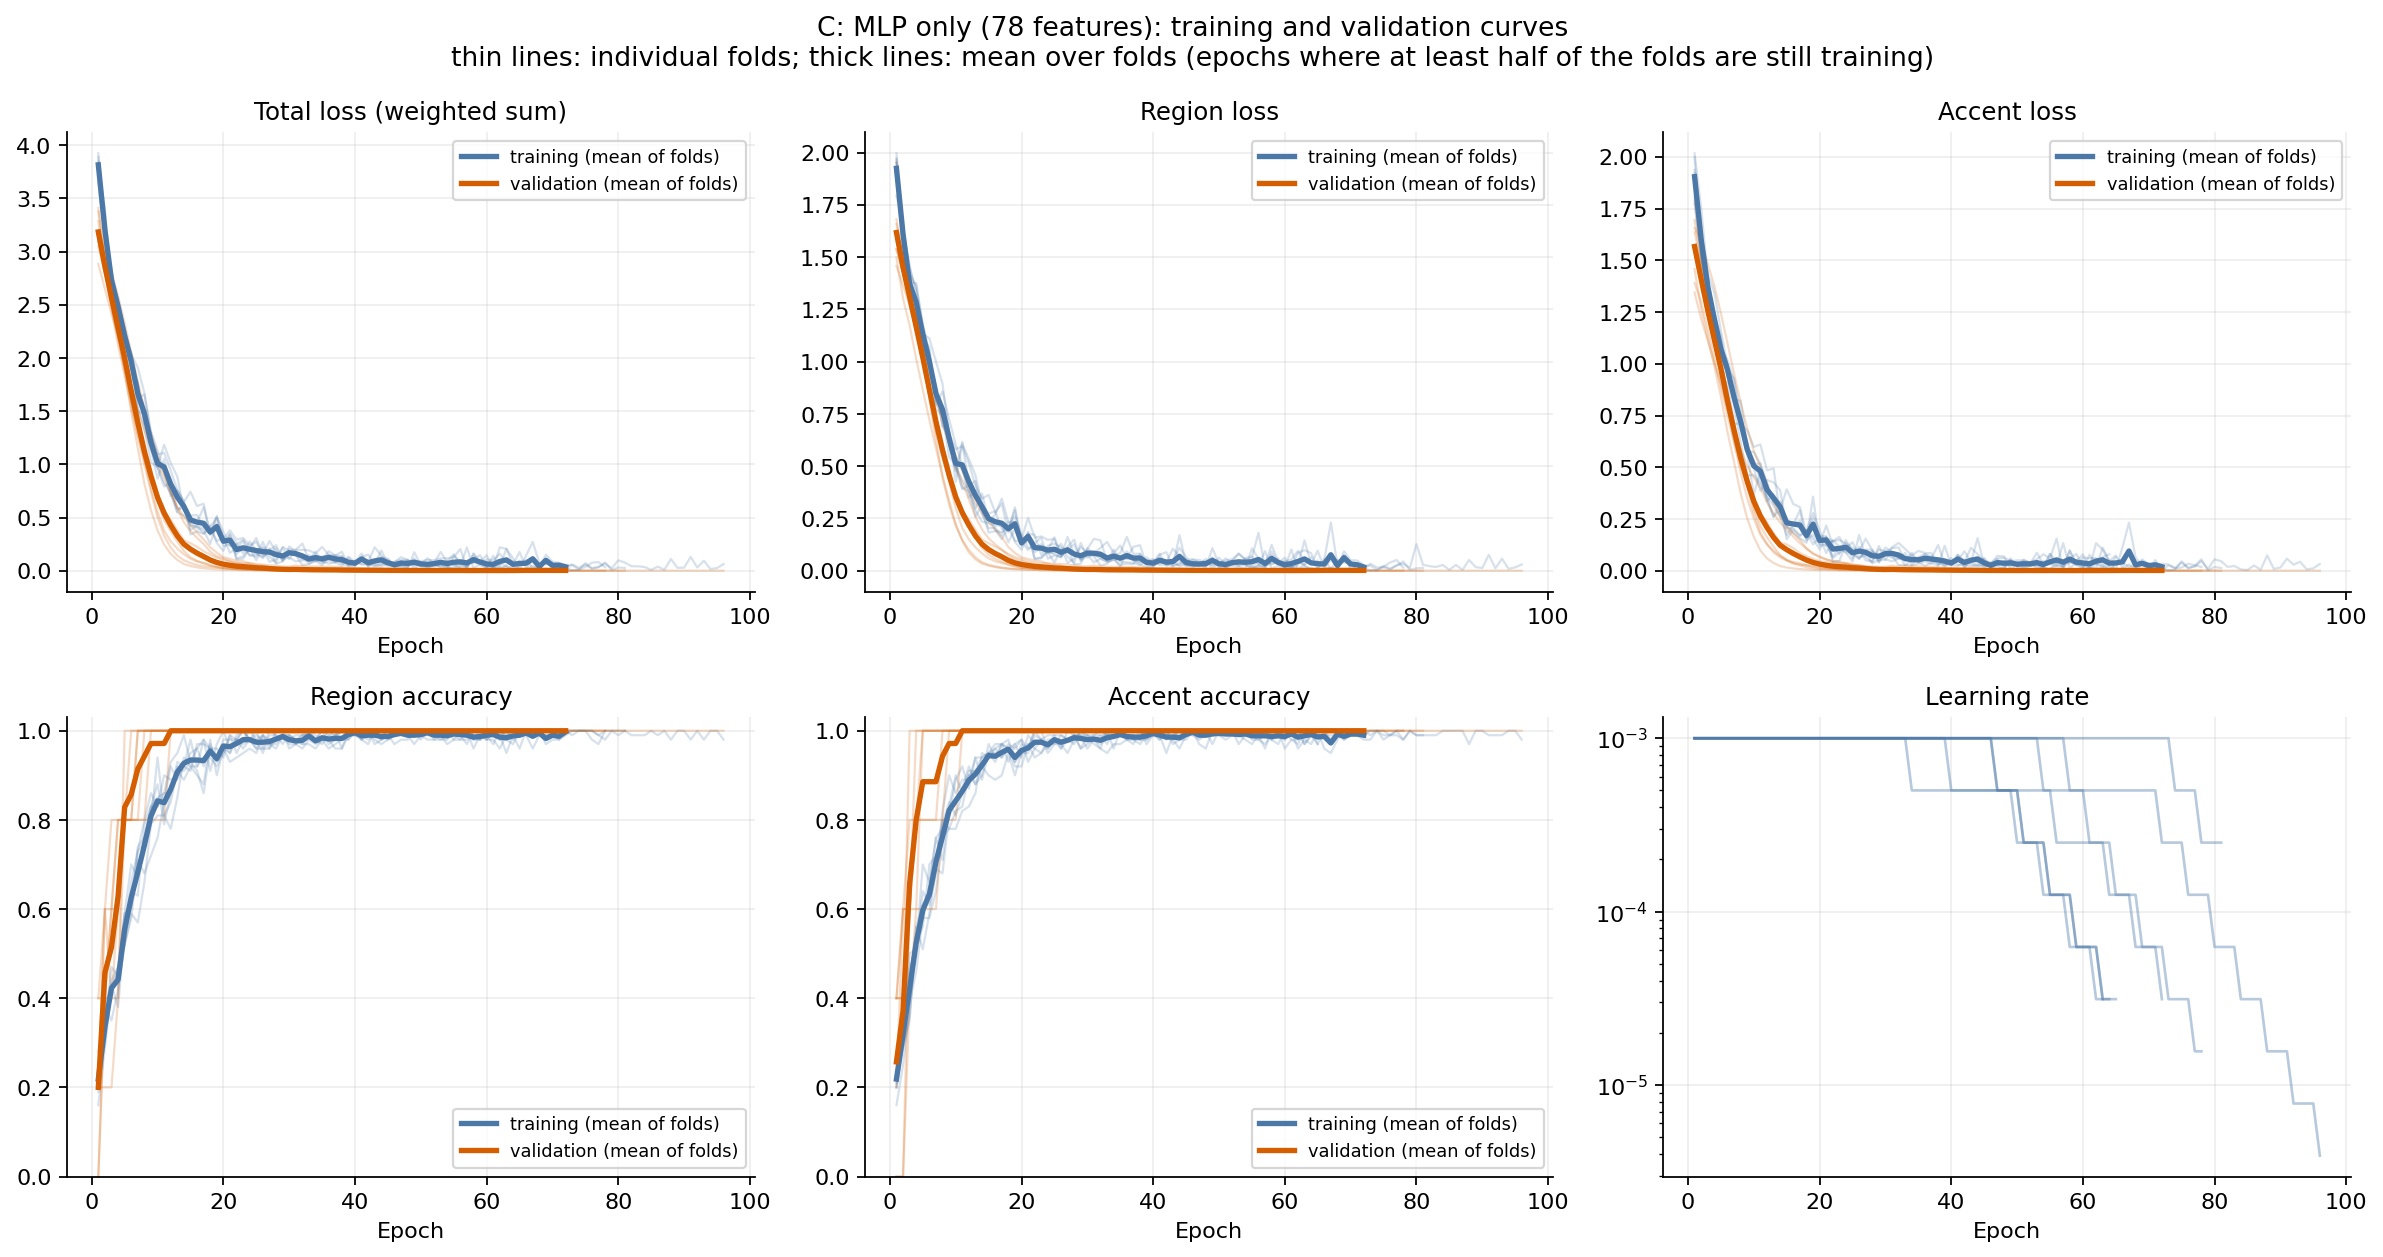 C: MLP only (78 features): training and validation curves
thin lines: individual folds; thick lines: mean over folds (epochs where at least half of the folds are still training)
Total loss (weighted sum)
4.0
3.5
3.0
2.5
2.0
1.5
1.0
0.5
0.0
training (mean of folds)
validation (mean of folds)
0 20 40 60 80 100
Epoch
Region loss
2.00
1.75
1.50
1.25
1.00
0.75
0.50
0.25
0.00
training (mean of folds)
validation (mean of folds)
0 20 40 60 80 100
Epoch
Accent loss
2.00
1.75
1.50
1.25
1.00
0.75
0.50
0.25
0.00
training (mean of folds)
validation (mean of folds)
0 20 40 60 80 100
Epoch
Region accuracy
1.0
0.8
0.6
0.4
0.2
0.0
training (mean of folds)
validation (mean of folds)
0 20 40 60 80 100
Epoch
Accent accuracy
1.0
0.8
0.6
0.4
0.2
0.0
training (mean of folds)
validation (mean of folds)
0 20 40 60 80 100
Epoch
Learning rate
10⁻³
10⁻⁴
10⁻⁵
0 20 40 60 80 100
Epoch